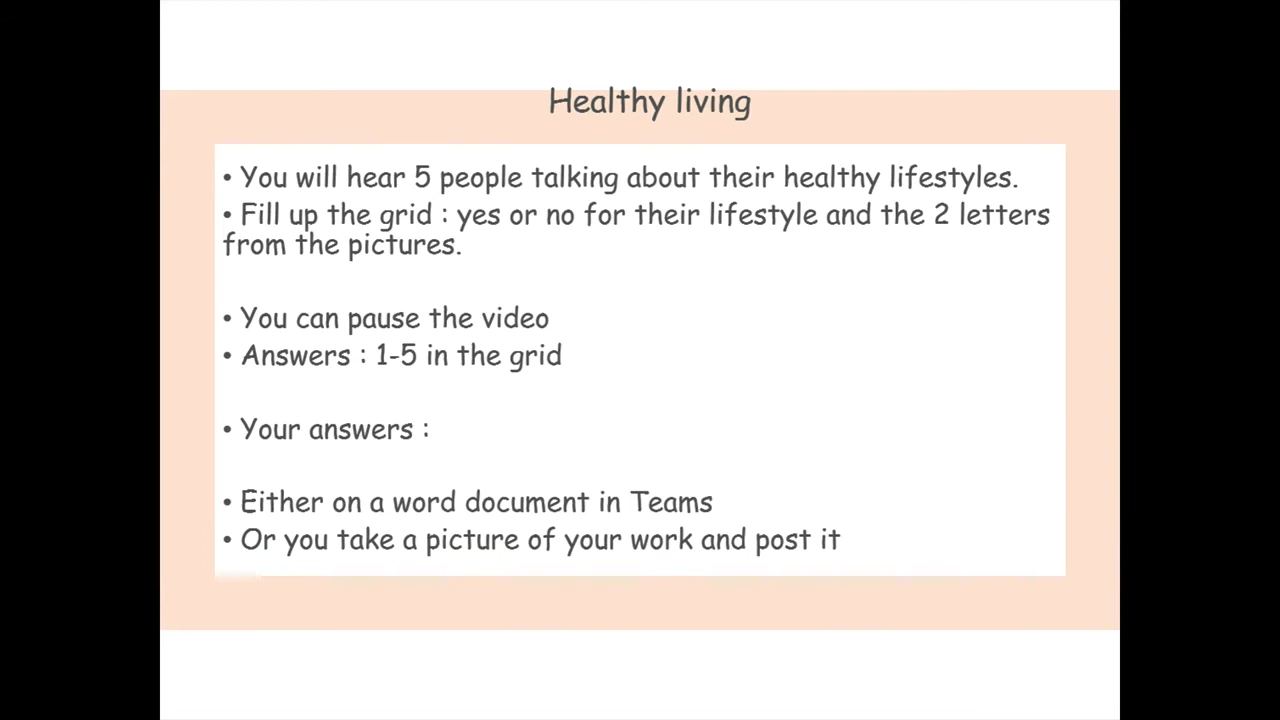 Healthy living
• You will hear 5 people talking about their healthy lifestyles.
• Fill up the grid : yes or no for their lifestyle and the 2 letters
from the pictures.
• You can pause the video
• Answers : 1-5 in the grid
• Your answers :
• Either on a word document in Teams
• Or you take a picture of your work and post it